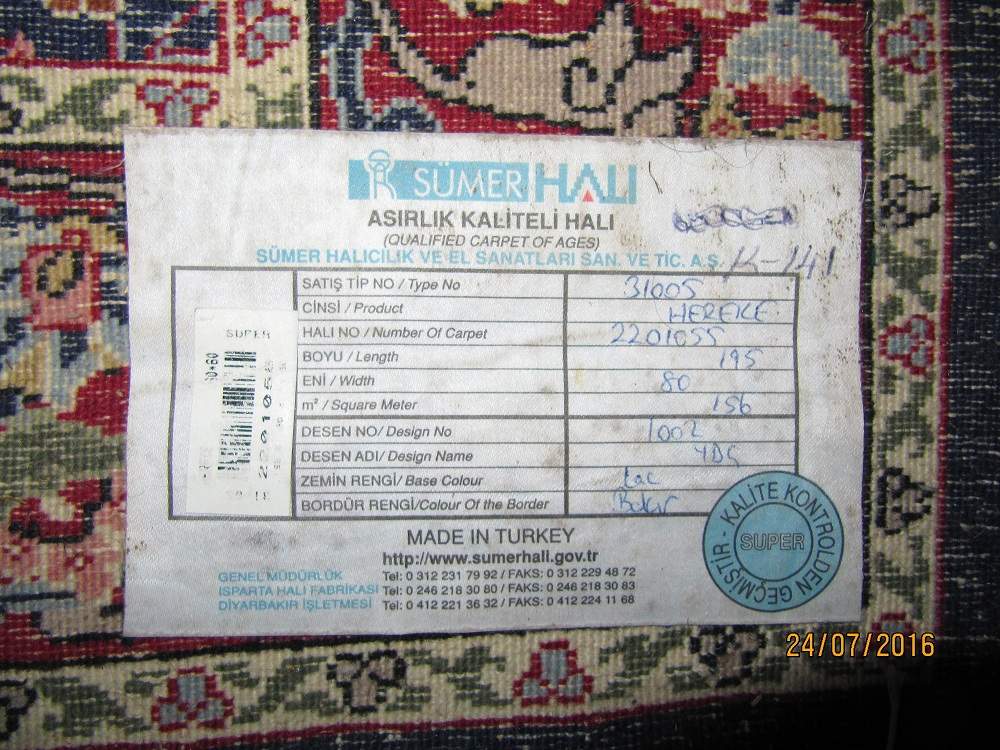 SÜMER HALI
ASIRLIK KALİTELİ HALI
(QUALIFIED CARPET OF AGES)
SÜMER HALICILIK VE EL SANATLARI SAN. VE TİC. A.Ş.
K-141
SATIŞ TİP NO / Type No 31005
CİNSİ / Product HEREKE
HALI NO / Number Of Carpet 2201055
BOYU / Length 195
ENİ / Width 80
m² / Square Meter 156
DESEN NO/ Design No 1002
DESEN ADI/ Design Name
ZEMİN RENGİ/ Base Colour
BORDÜR RENGİ/Colour Of the Border
SUPER
MADE IN TURKEY
http://www.sumerhali.gov.tr
GENEL MÜDÜRLÜK Tel: 0 312 231 79 92 / FAKS: 0 312 229 48 72
ISPARTA HALI FABRİKASI Tel: 0 246 218 30 80 / FAKS: 0 246 218 30 83
DİYARBAKIR İŞLETMESİ Tel: 0 412 221 36 32 / FAKS: 0 412 224 11 68
KALİTE KONTROLDEN GEÇMİŞTİR -
SUPER
24/07/2016